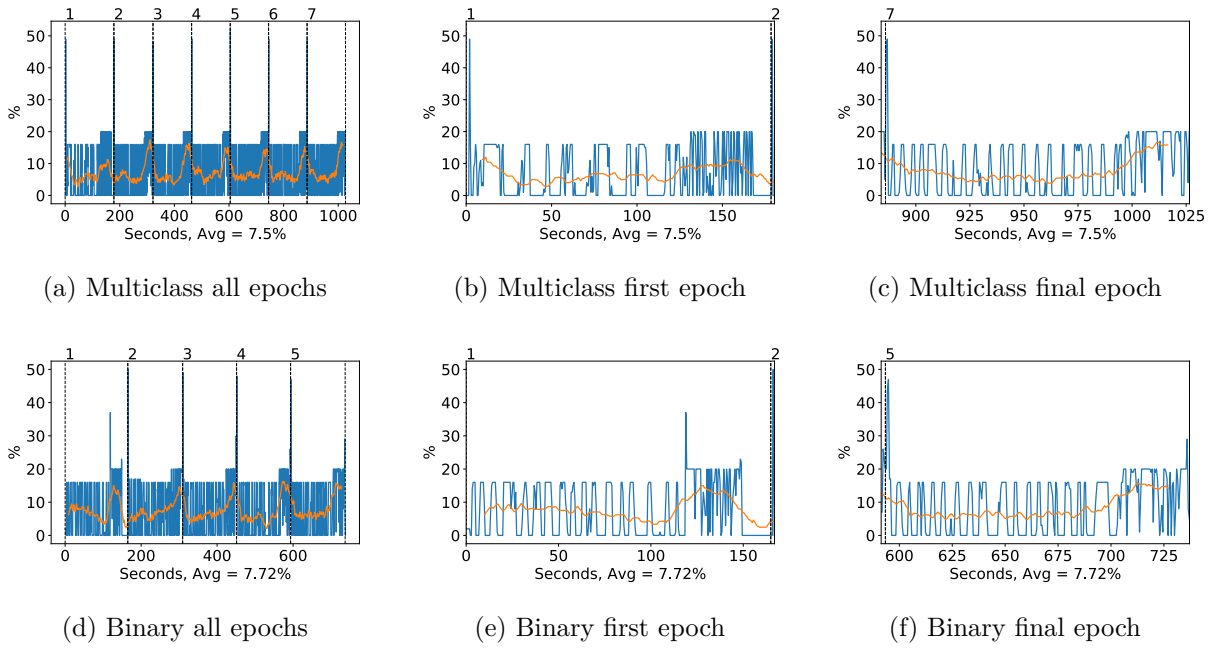 1 2 3 4 5 6 7
%
50
40
30
20
10
0
0 200 400 600 800 1000
Seconds, Avg = 7.5%
(a) Multiclass all epochs
1 2
%
50
40
30
20
10
0
0 50 100 150
Seconds, Avg = 7.5%
(b) Multiclass first epoch
7
%
50
40
30
20
10
0
900 925 950 975 1000 1025
Seconds, Avg = 7.5%
(c) Multiclass final epoch
1 2 3 4 5
%
50
40
30
20
10
0
0 200 400 600
Seconds, Avg = 7.72%
(d) Binary all epochs
1 2
%
50
40
30
20
10
0
0 50 100 150
Seconds, Avg = 7.72%
(e) Binary first epoch
5
%
50
40
30
20
10
0
600 625 650 675 700 725
Seconds, Avg = 7.72%
(f) Binary final epoch